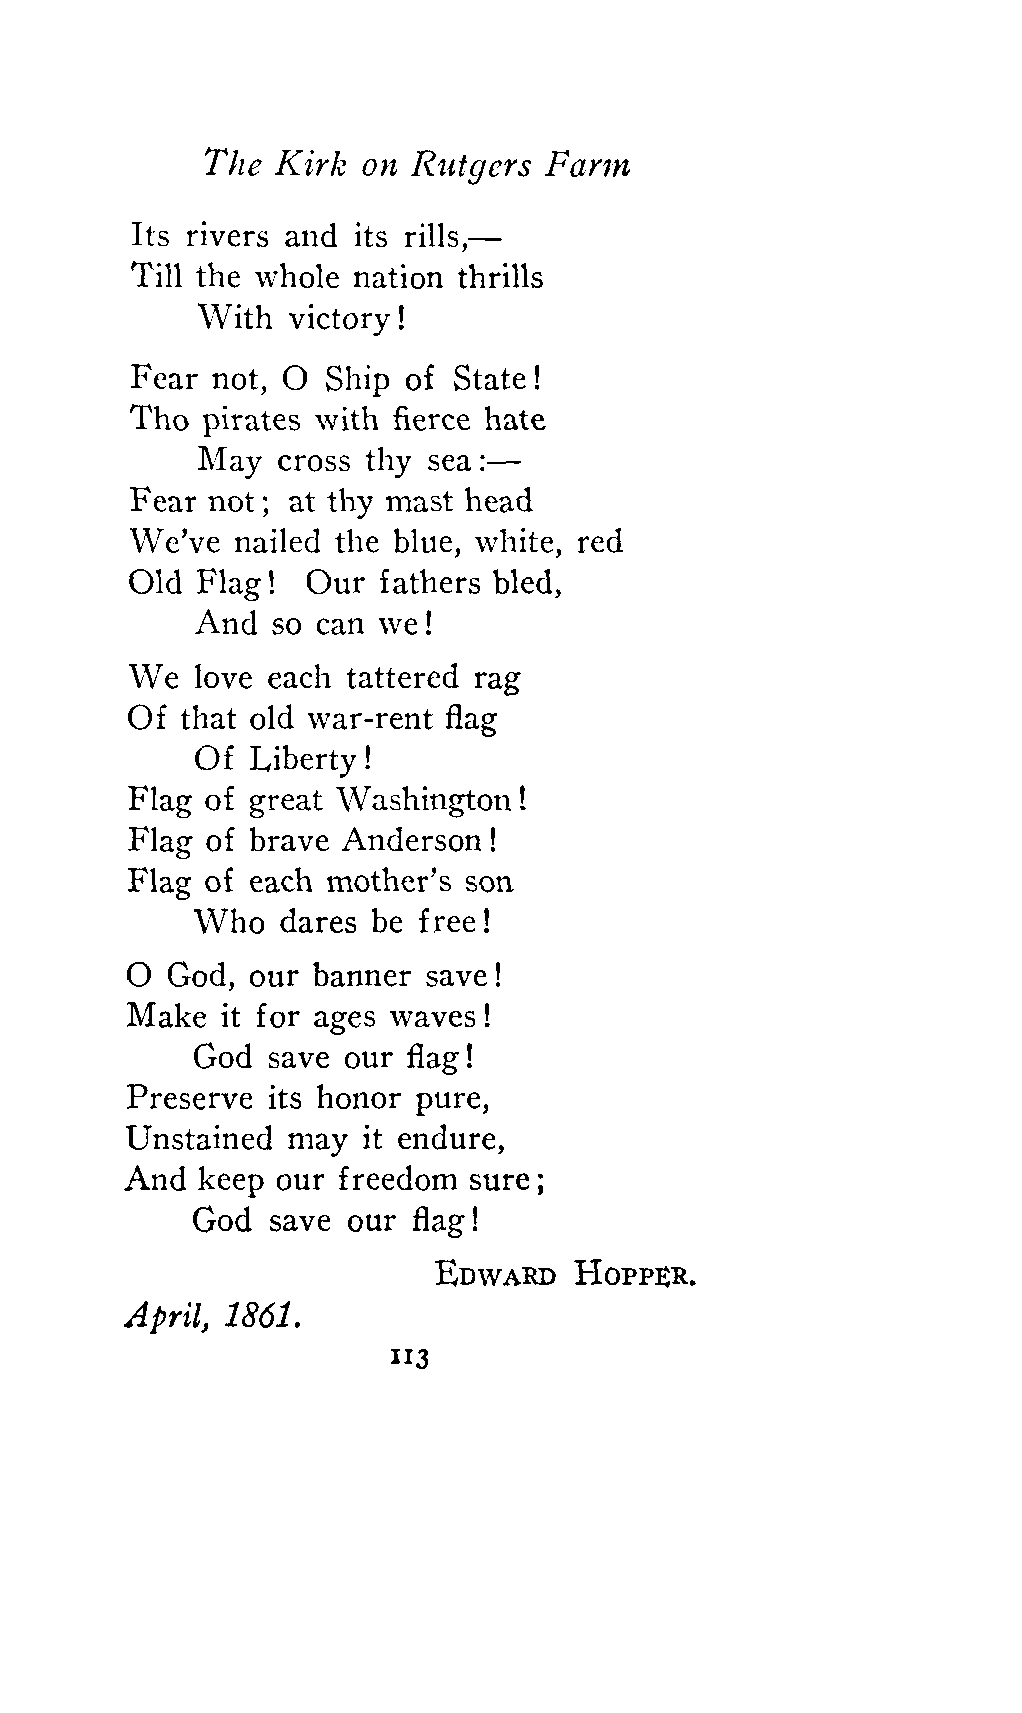 The Kirk on Rutgers Farm
Its rivers and its rills,—
Till the whole nation thrills
With victory!
Fear not, O Ship of State!
Tho pirates with fierce hate
May cross thy sea:—
Fear not; at thy mast head
We've nailed the blue, white, red
Old Flag! Our fathers bled,
And so can we!
We love each tattered rag
Of that old war-rent flag
Of Liberty!
Flag of great Washington!
Flag of brave Anderson!
Flag of each mother's son
Who dares be free!
O God, our banner save!
Make it for ages waves!
God save our flag!
Preserve its honor pure,
Unstained may it endure,
And keep our freedom sure;
God save our flag!
Edward Hopper.
April, 1861.
113